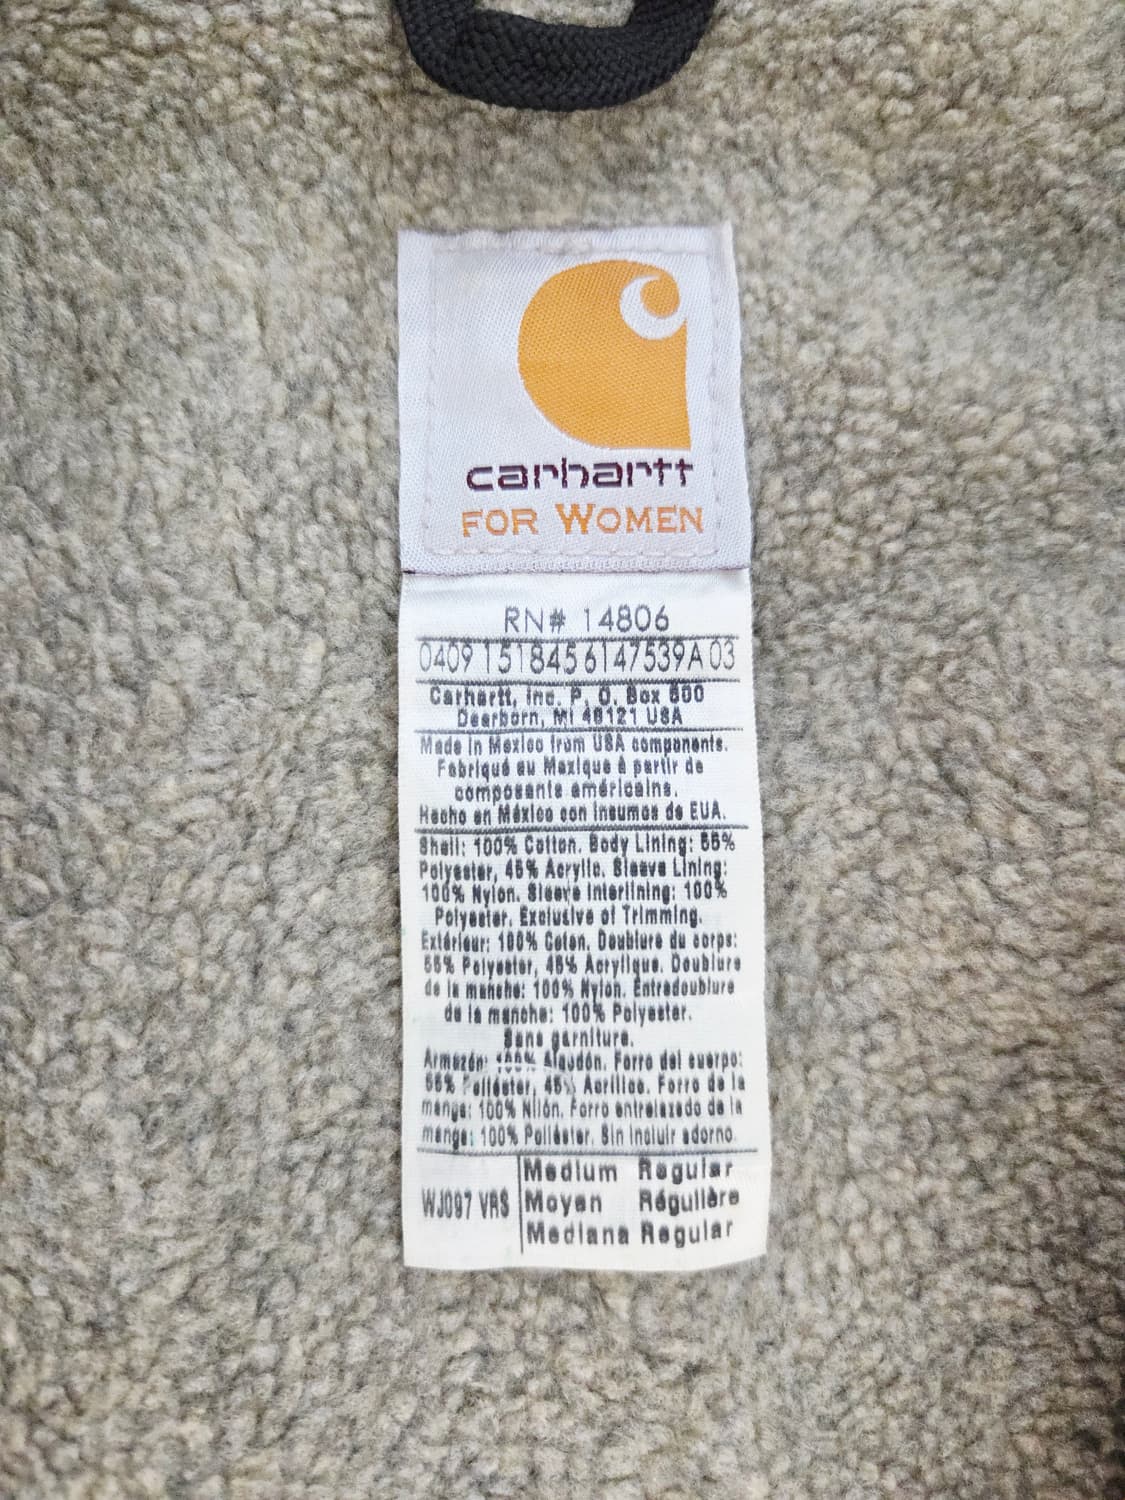 carhartt
FOR WOMEN
RN# 14806
0409 151845 6147539A 03
Carhartt, Inc. P. O. Box 600
Dearborn, MI 48121 USA
Made in Mexico from USA components.
Fabriqué au Mexique à partir de
composants américains.
Hecho en México con insumos de EUA.
Shell: 100% Cotton. Body Lining: 55%
Polyester, 45% Acrylic. Sleeve Lining:
100% Nylon. Sleeve Interlining: 100%
Polyester. Exclusive of Trimming.
Extérieur: 100% Coton. Doublure du corps:
55% Polyester, 45% Acrylique. Doublure
de la manche: 100% Nylon. Entredoublure
de la manche: 100% Polyester.
Sans garniture.
Armazón: 100% Algodón. Forro del cuerpo:
55% Poliéster, 45% Acrílico. Forro de la
manga: 100% Nilón. Forro entrelazado de la
manga: 100% Poliéster. Sin incluir adorno.
WJ097 VRS
Medium Regular
Moyen Régulière
Mediana Regular